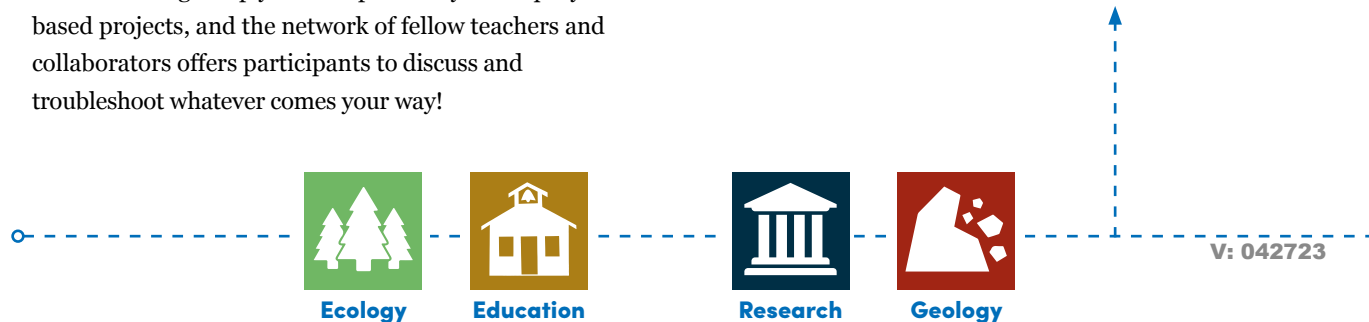 based projects, and the network of fellow teachers and
collaborators offers participants to discuss and
troubleshoot whatever comes your way!
V: 042723
Ecology Education Research Geology